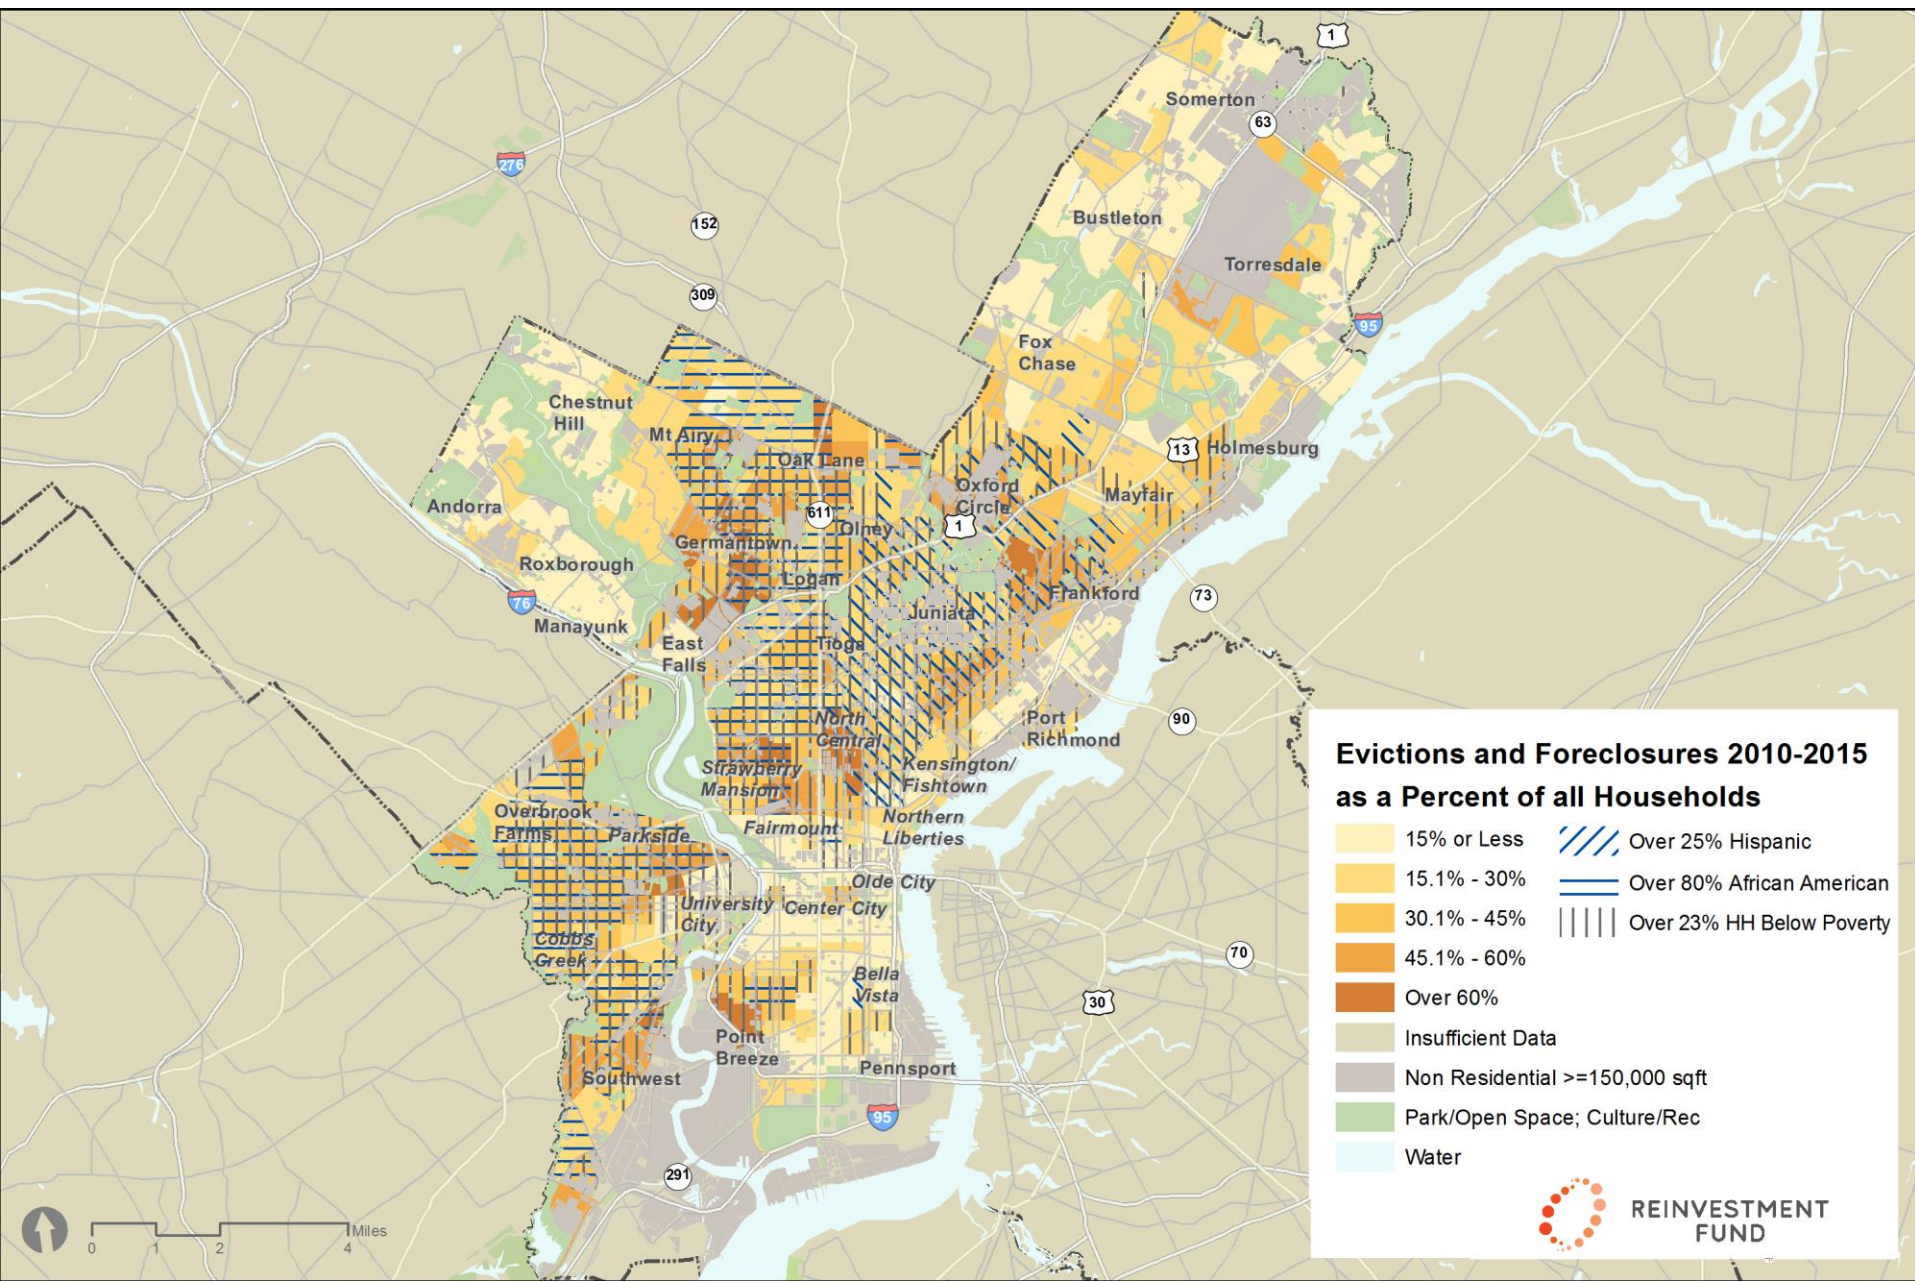 1
Somerton
63
276
Bustleton
152
Torresdale
309
95
Fox
Chase
Chestnut
Hill
Mt Airy
13
Holmesburg
Oak Lane
Oxford
Circle
Mayfair
Andorra
611
Olney
1
Germantown
Roxborough
Logan
Frankford
73
76
Juniata
Manayunk
East
Falls
Tioga
North
Central
Port
Richmond
90
Strawberry
Mansion
Kensington/
Fishtown
Overbrook
Farms
Parkside
Fairmount
Northern
Liberties
Olde City
University
City
Center City
Cobbs
Creek
70
Bella
Vista
30
Point
Breeze
Pennsport
Southwest
95
291
Evictions and Foreclosures 2010-2015
as a Percent of all Households
15% or Less
15.1% - 30%
30.1% - 45%
45.1% - 60%
Over 60%
Insufficient Data
Non Residential >=150,000 sqft
Park/Open Space; Culture/Rec
Water
Over 25% Hispanic
Over 80% African American
Over 23% HH Below Poverty
REINVESTMENT
FUND
Miles
0 1 2 4